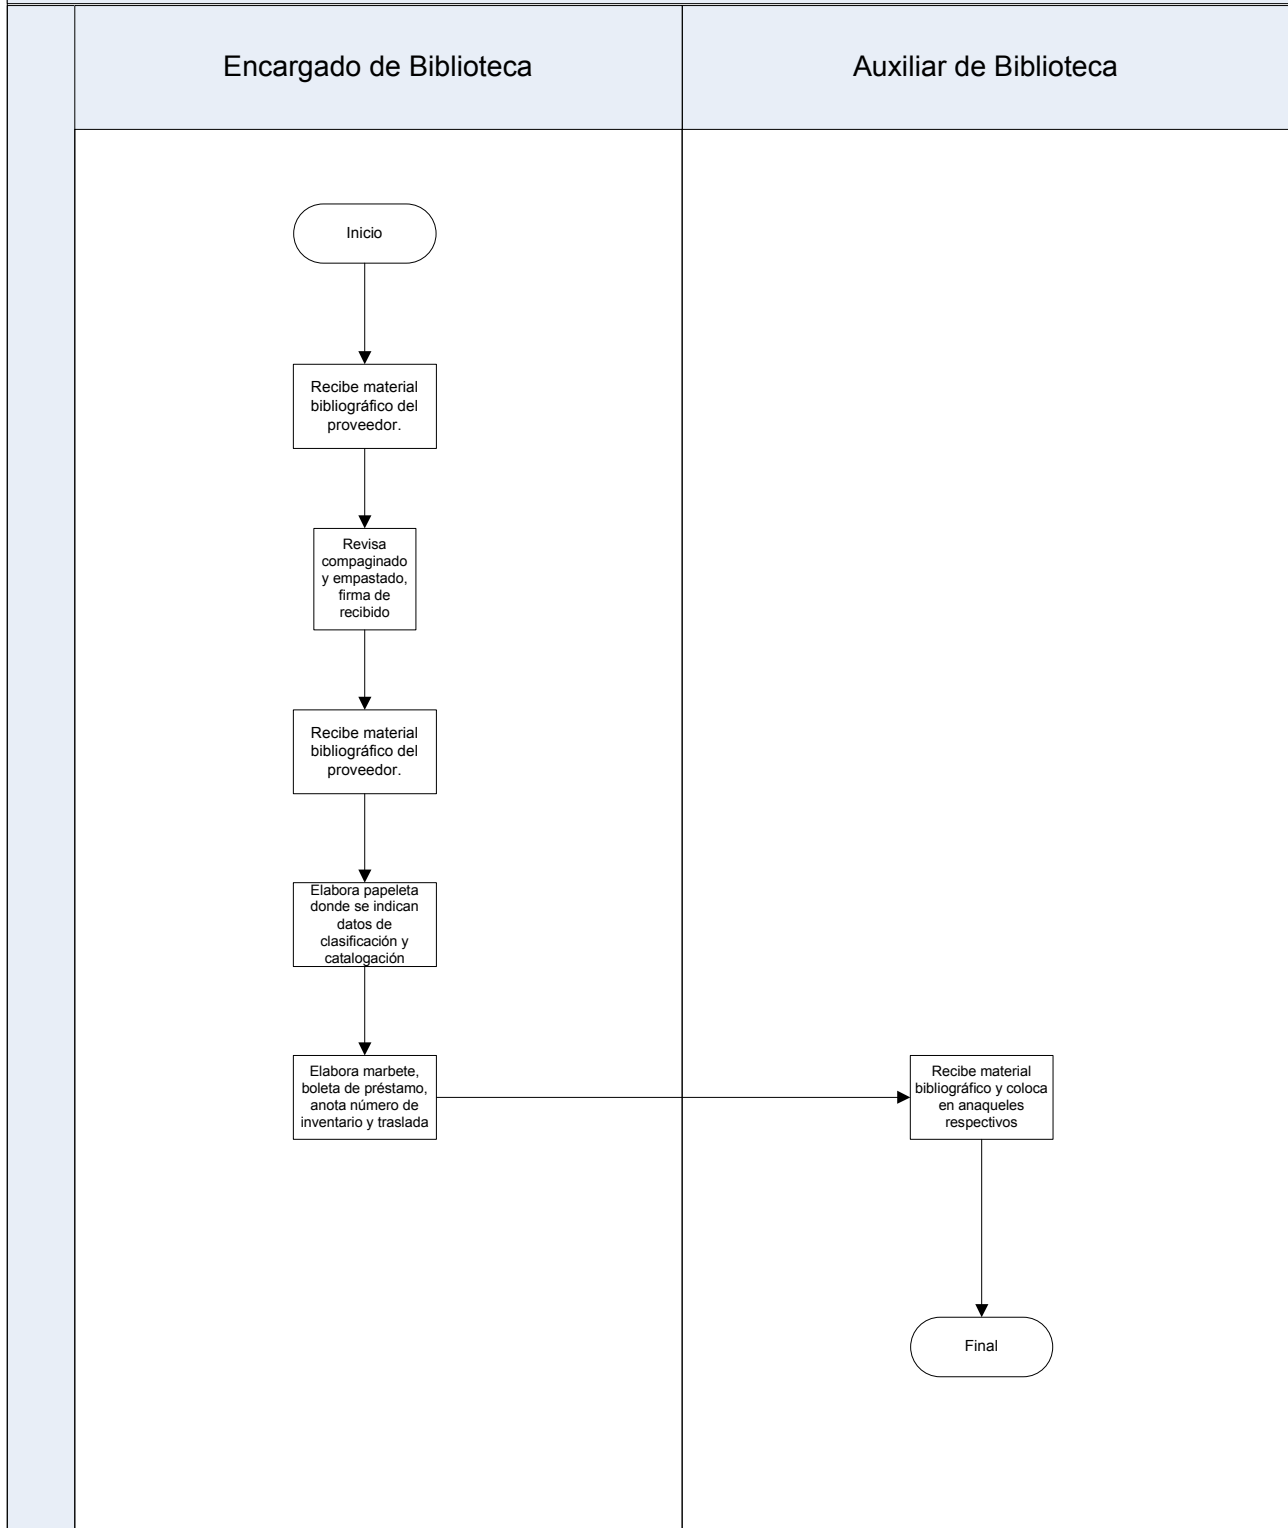 Encargado de Biblioteca
Auxiliar de Biblioteca
Inicio
Recibe material
bibliográfico del
proveedor.
Revisa
compaginado
y empastado,
firma de
recibido
Recibe material
bibliográfico del
proveedor.
Elabora papeleta
donde se indican
datos de
clasificación y
catalogación
Elabora marbete,
boleta de préstamo,
anota número de
inventario y traslada
Recibe material
bibliográfico y coloca
en anaqueles
respectivos
Final